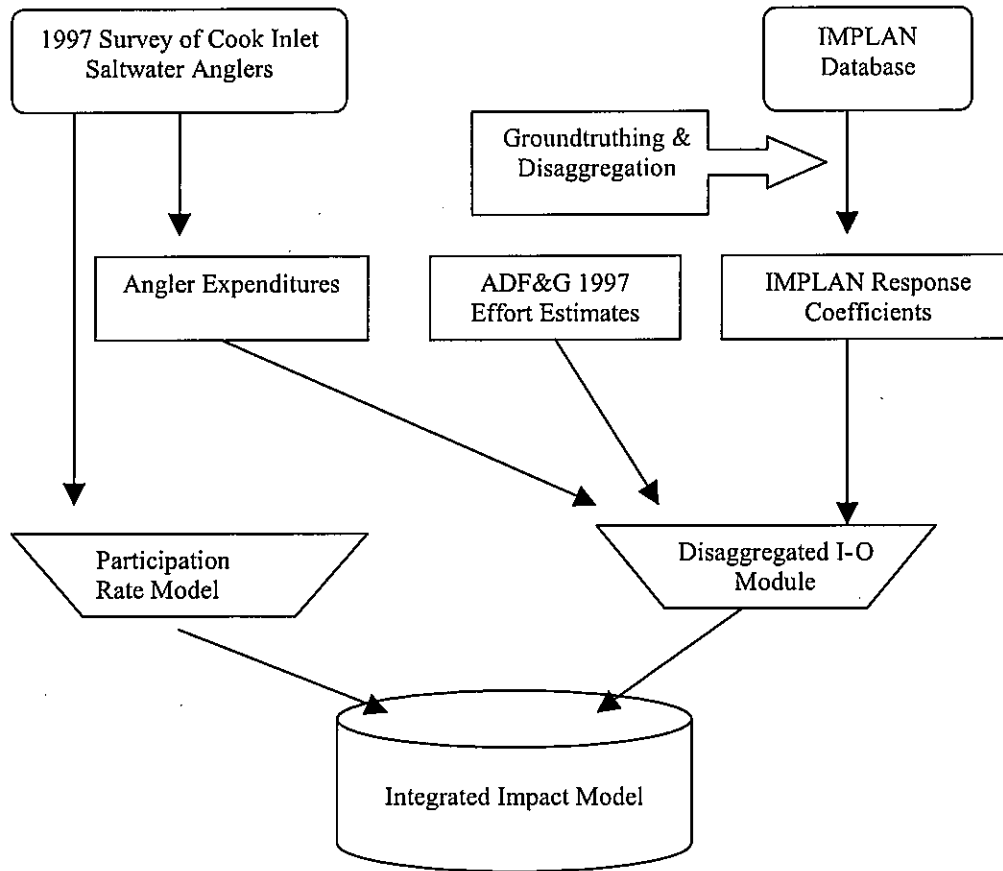 1997 Survey of Cook Inlet
Saltwater Anglers
IMPLAN
Database
Groundtruthing &
Disaggregation
Angler Expenditures
ADF&G 1997
Effort Estimates
IMPLAN Response
Coefficients
Participation
Rate Model
Disaggregated I-O
Module
Integrated Impact Model